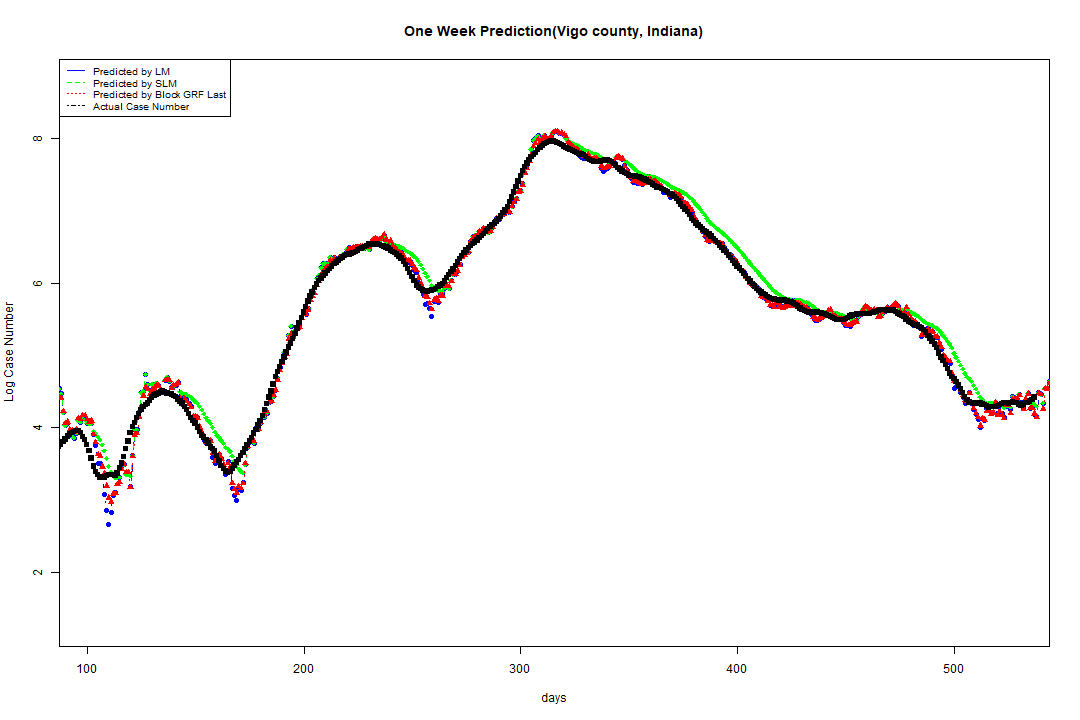 One Week Prediction(Vigo county, Indiana)
Predicted by LM
Predicted by SLM
Predicted by Block GRF Last
Actual Case Number
Log Case Number
8
6
4
2
100 200 300 400 500
days